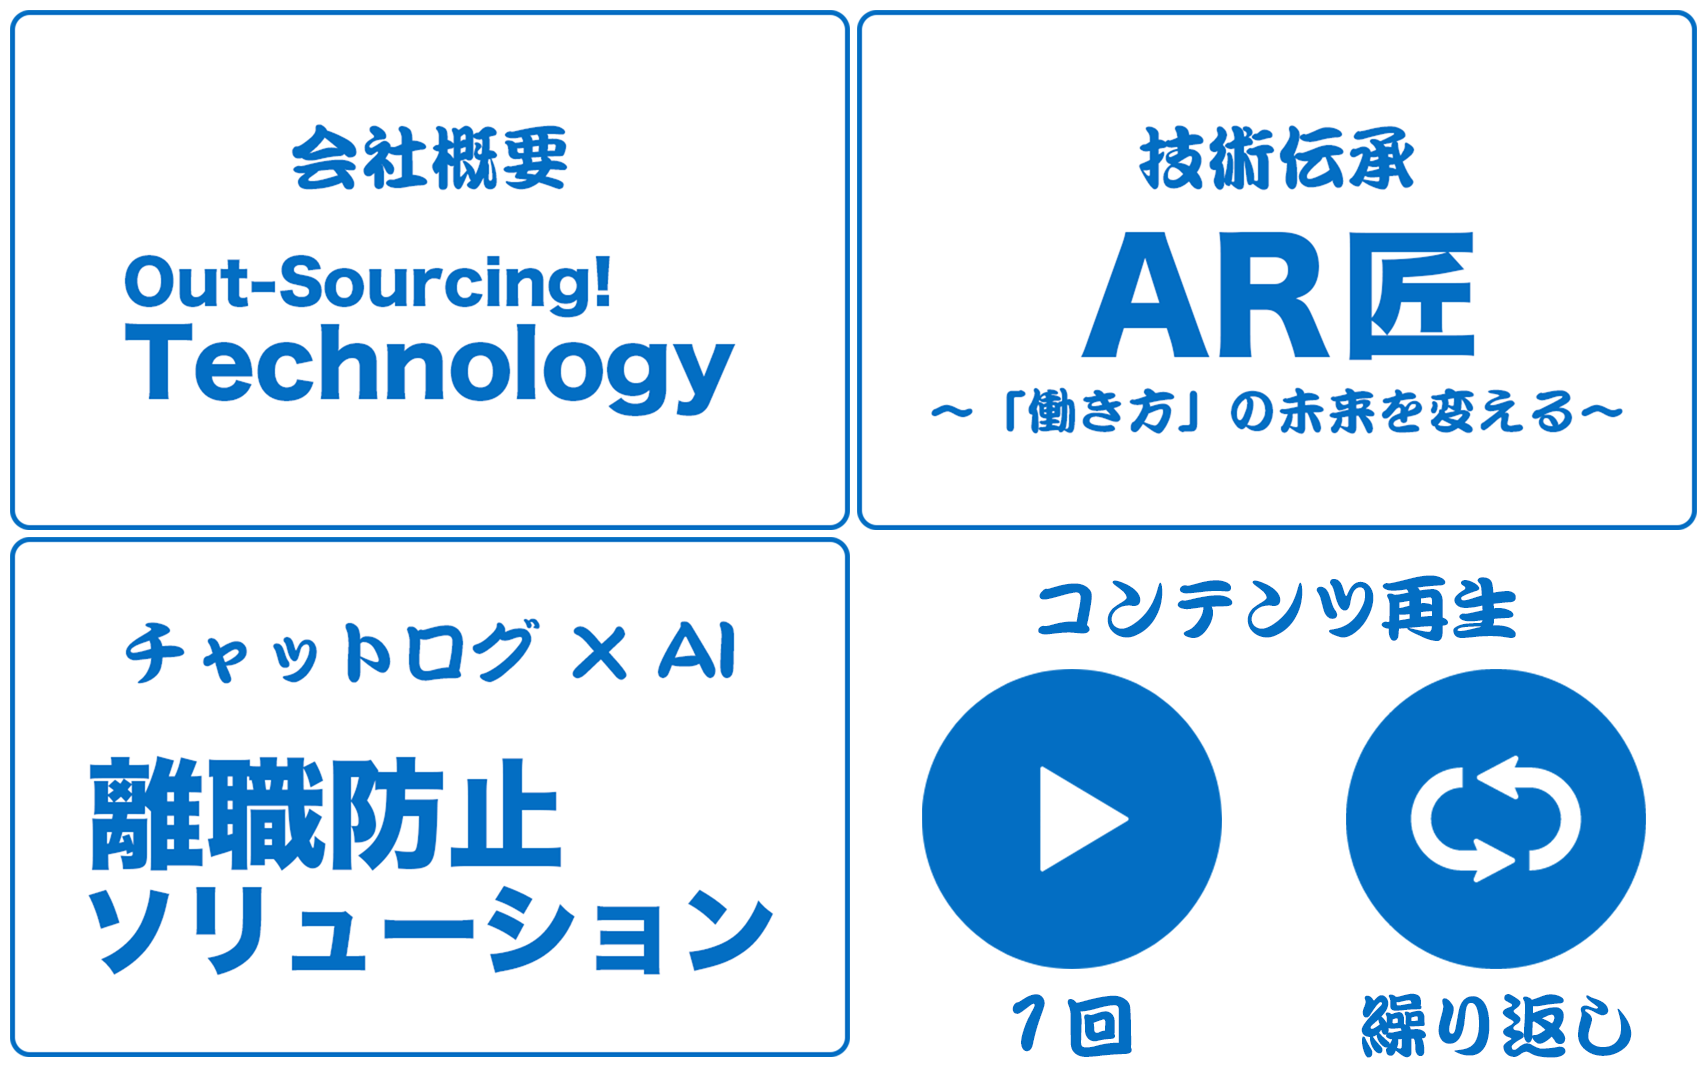 会社概要
Out-Sourcing!
Technology
技術伝承
AR匠
～「働き方」の未来を変える～
チャットログ × AI
離職防止
ソリューション
コンテンツ再生
1回
繰り返し